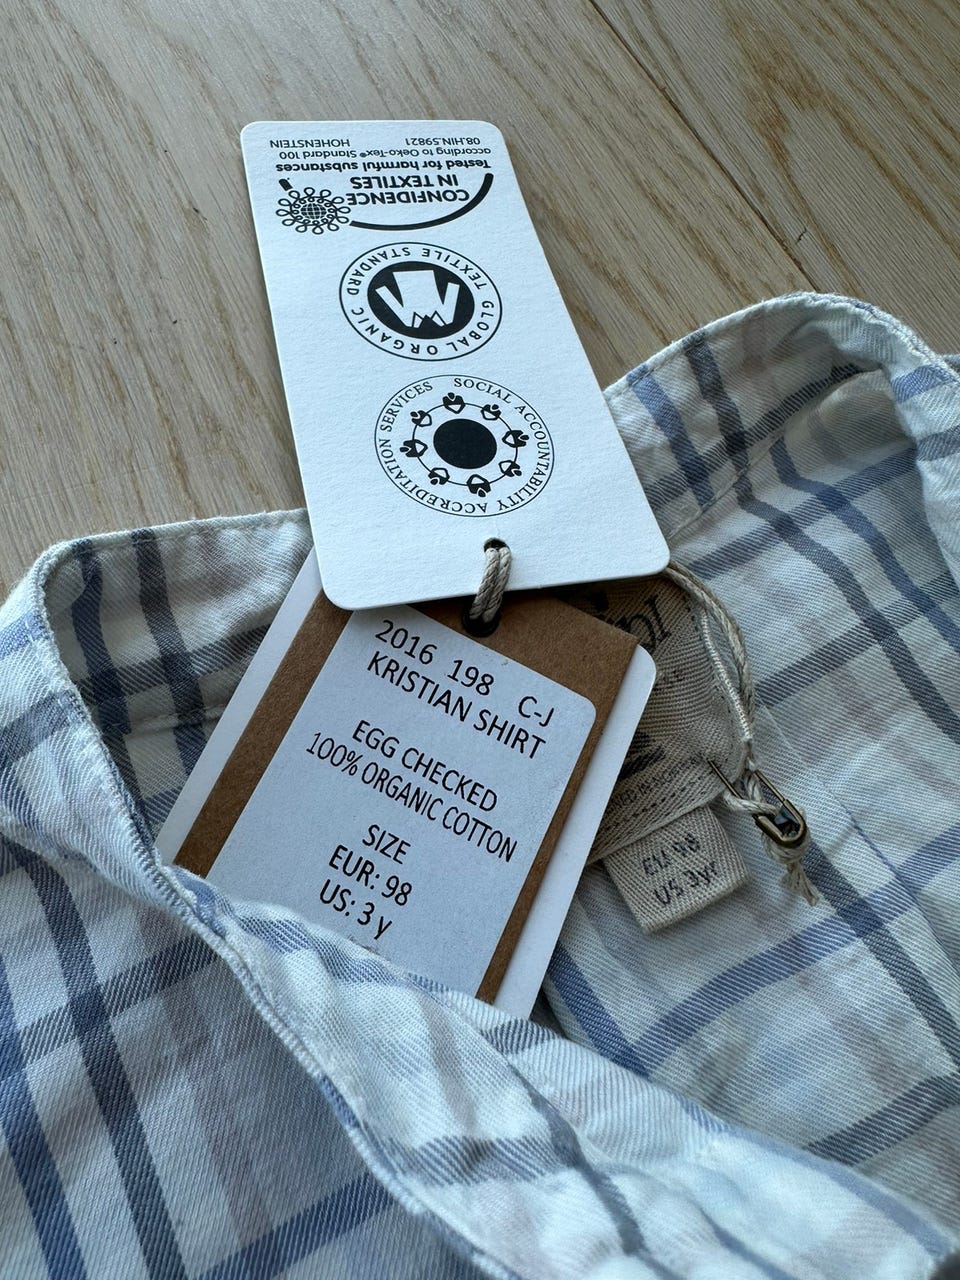 CONFIDENCE
IN TEXTILES
Tested for harmful substances
according to Oeko-Tex® Standard 100
08.HIN.59821
HOHENSTEIN
GLOBAL ORGANIC TEXTILE STANDARD
SOCIAL ACCOUNTABILITY ACCREDITATION SERVICES
2016 198 C-J
KRISTIAN SHIRT
EGG CHECKED
100% ORGANIC COTTON
SIZE
EUR: 98
US: 3 y
98
US 3yr